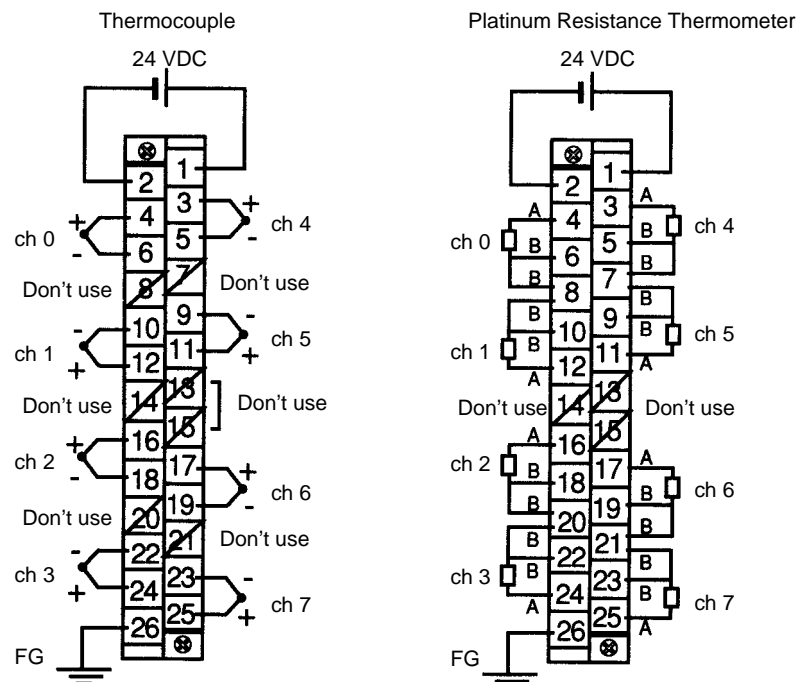 Thermocouple
24 VDC
2 1
4 3
6 5
8 7
10 9
12 11
14 13
16 15
18 17
20 19
22 21
24 23
26 25
+ ch 0 -
Don't use
- ch 1 +
Don't use
+ ch 2 -
Don't use
- ch 3 +
FG
+ ch 4 -
Don't use
- ch 5 +
Don't use
+ ch 6 -
Don't use
- ch 7 +
Platinum Resistance Thermometer
24 VDC
2 1
4 3
6 5
8 7
10 9
12 11
14 13
16 15
18 17
20 19
22 21
24 23
26 25
A
ch 0 B
B
B
ch 1 B
A
Don't use
A
ch 2 B
B
B
ch 3 B
A
FG
A
B ch 4
B
B
B ch 5
A
Don't use
A
B ch 6
B
B
B ch 7
A